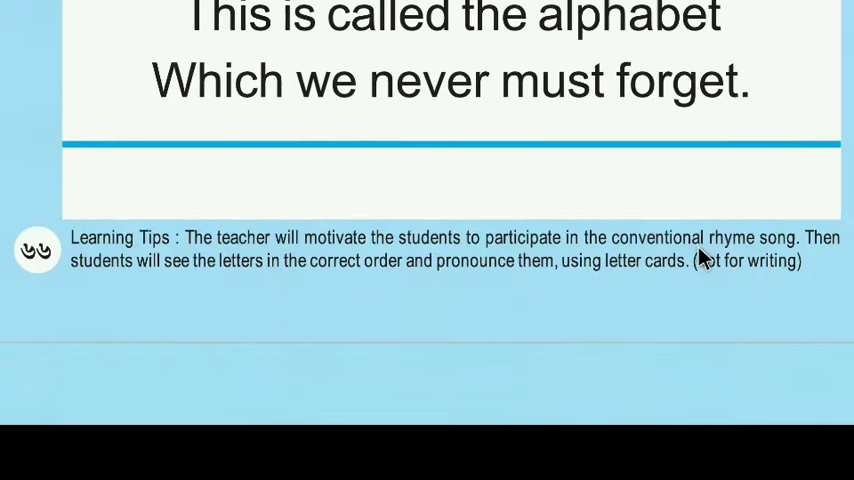 This is called the alphabet
Which we never must forget.
৬৬
Learning Tips : The teacher will motivate the students to participate in the conventional rhyme song. Then
students will see the letters in the correct order and pronounce them, using letter cards. (not for writing)